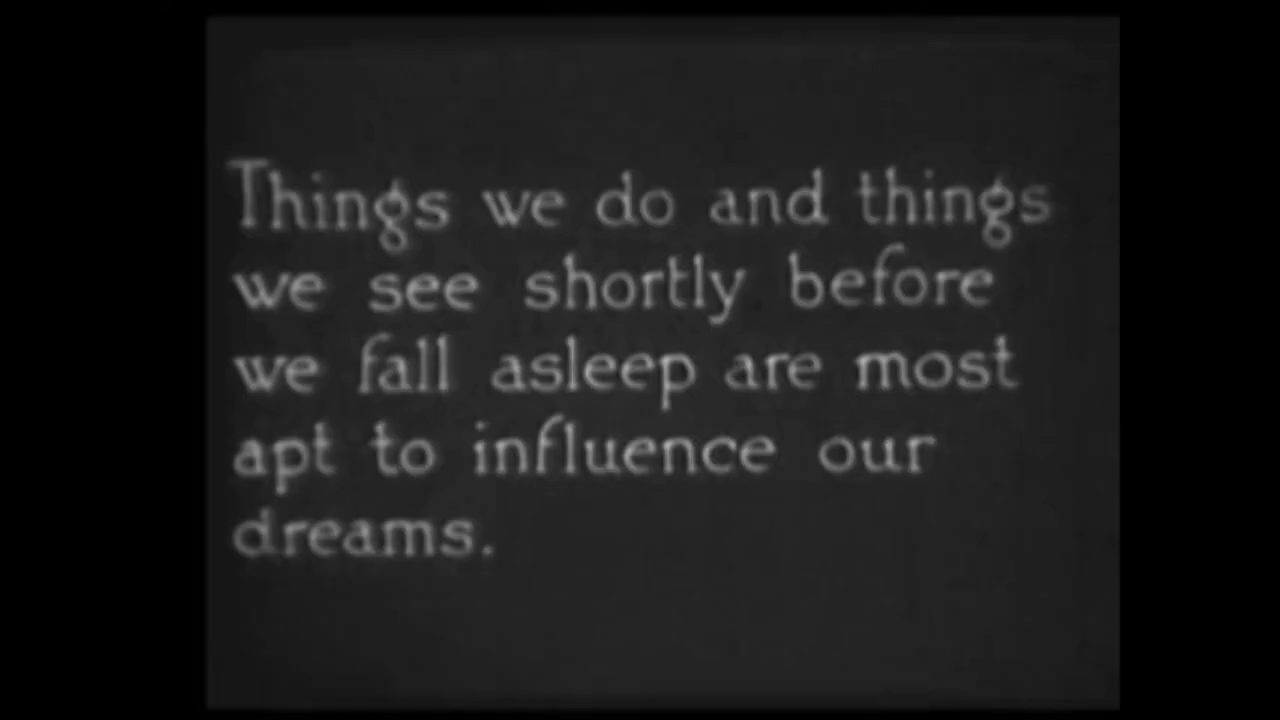 Things we do and things
we see shortly before
we fall asleep are most
apt to influence our
dreams.